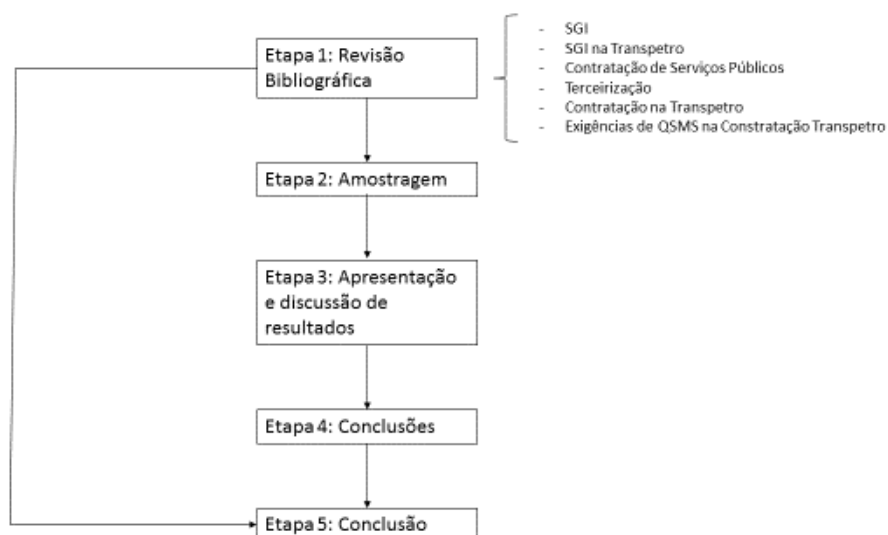 Etapa 1: Revisão
Bibliográfica
- SGI
- SGI na Transpetro
- Contratação de Serviços Públicos
- Terceirização
- Contratação na Transpetro
- Exigências de QSMS na Constratação Transpetro
Etapa 2: Amostragem
Etapa 3: Apresentação
e discussão de
resultados
Etapa 4: Conclusões
Etapa 5: Conclusão